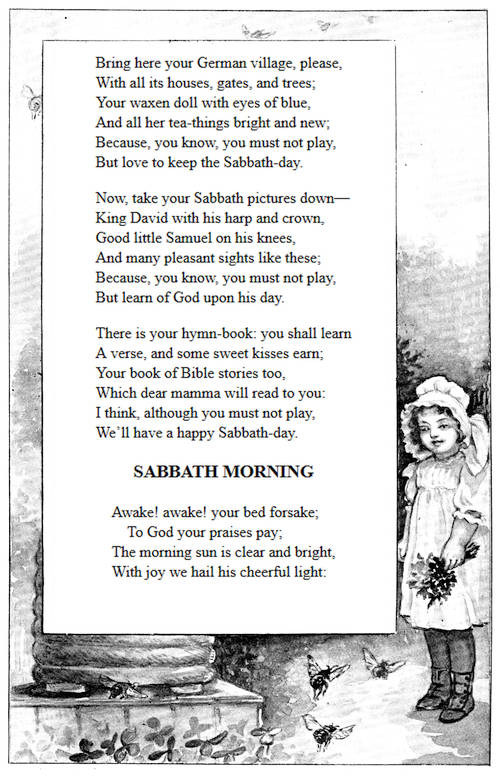 Bring here your German village, please,
With all its houses, gates, and trees;
Your waxen doll with eyes of blue,
And all her tea-things bright and new;
Because, you know, you must not play,
But love to keep the Sabbath-day.
Now, take your Sabbath pictures down—
King David with his harp and crown,
Good little Samuel on his knees,
And many pleasant sights like these;
Because, you know, you must not play,
But learn of God upon his day.
There is your hymn-book: you shall learn
A verse, and some sweet kisses earn;
Your book of Bible stories too,
Which dear mamma will read to you:
I think, although you must not play,
We'll have a happy Sabbath-day.
SABBATH MORNING
Awake! awake! your bed forsake;
To God your praises pay;
The morning sun is clear and bright,
With joy we hail his cheerful light: